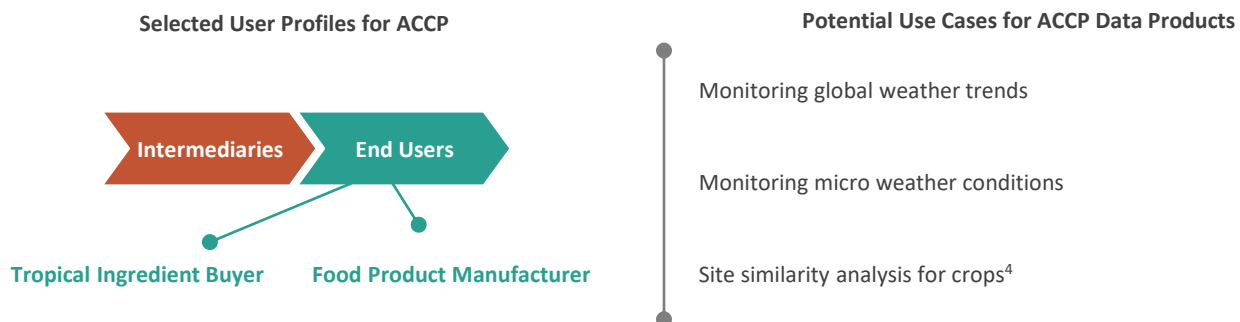 Selected User Profiles for ACCP
Intermediaries
End Users
Tropical Ingredient Buyer
Food Product Manufacturer
Potential Use Cases for ACCP Data Products
Monitoring global weather trends
Monitoring micro weather conditions
Site similarity analysis for crops⁴